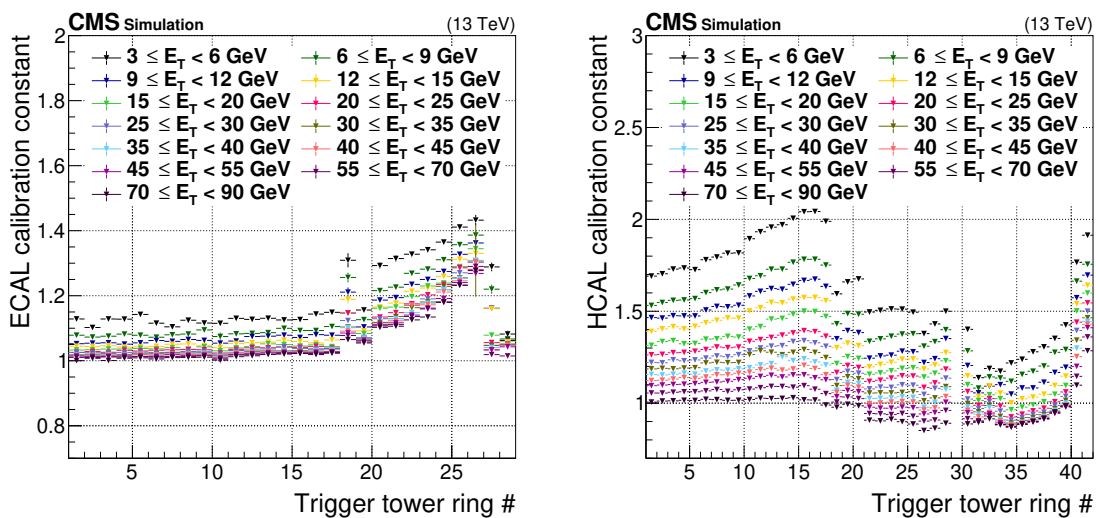 CMS Simulation (13 TeV)
ECAL calibration constant
2
1.8
1.6
1.4
1.2
1
0.8
3 ≤ E_T < 6 GeV 6 ≤ E_T < 9 GeV
9 ≤ E_T < 12 GeV 12 ≤ E_T < 15 GeV
15 ≤ E_T < 20 GeV 20 ≤ E_T < 25 GeV
25 ≤ E_T < 30 GeV 30 ≤ E_T < 35 GeV
35 ≤ E_T < 40 GeV 40 ≤ E_T < 45 GeV
45 ≤ E_T < 55 GeV 55 ≤ E_T < 70 GeV
70 ≤ E_T < 90 GeV
5 10 15 20 25
Trigger tower ring #
CMS Simulation (13 TeV)
HCAL calibration constant
3
2.5
2
1.5
1
3 ≤ E_T < 6 GeV 6 ≤ E_T < 9 GeV
9 ≤ E_T < 12 GeV 12 ≤ E_T < 15 GeV
15 ≤ E_T < 20 GeV 20 ≤ E_T < 25 GeV
25 ≤ E_T < 30 GeV 30 ≤ E_T < 35 GeV
35 ≤ E_T < 40 GeV 40 ≤ E_T < 45 GeV
45 ≤ E_T < 55 GeV 55 ≤ E_T < 70 GeV
70 ≤ E_T < 90 GeV
5 10 15 20 25 30 35 40
Trigger tower ring #